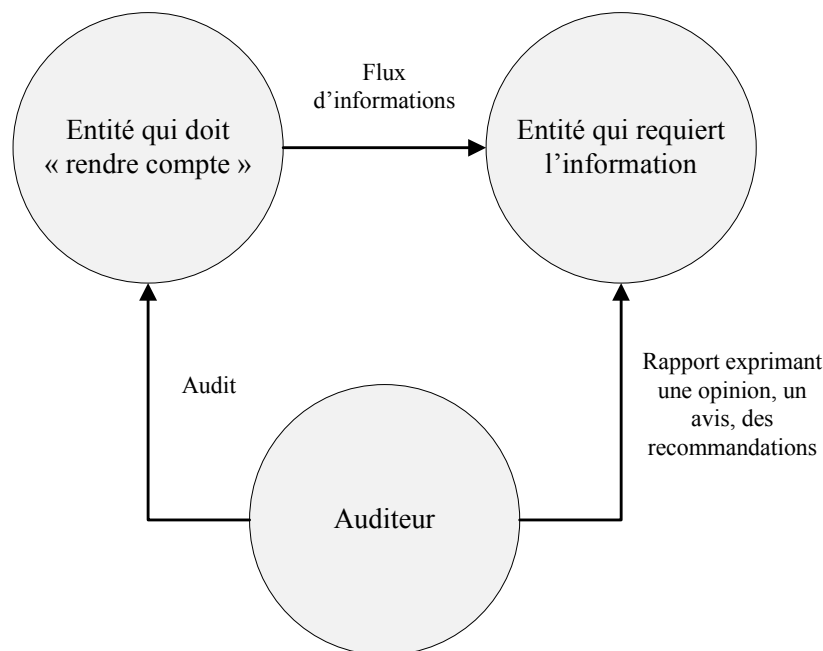 Flux
d’informations
Entité qui doit
« rendre compte »
Entité qui requiert
l’information
Audit
Rapport exprimant
une opinion, un
avis, des
recommandations
Auditeur